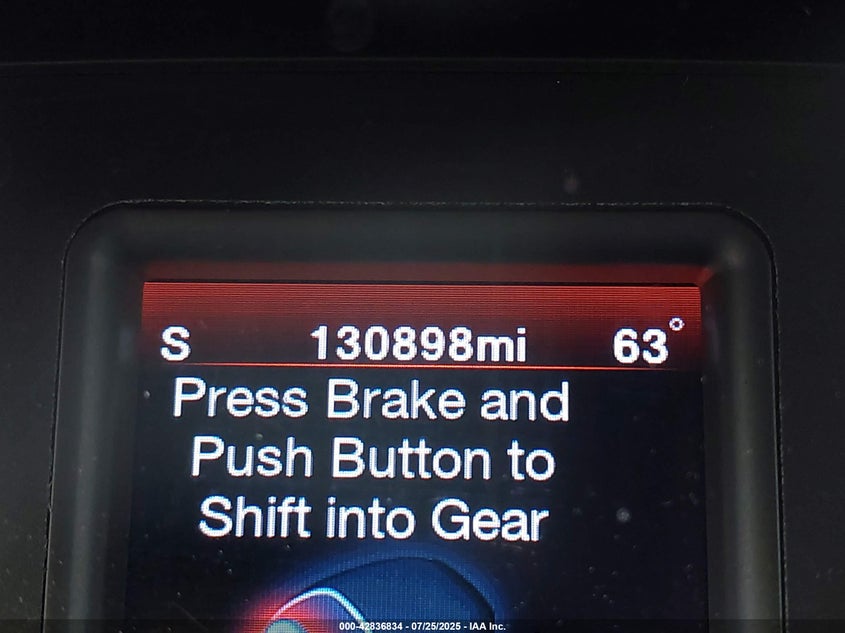 S 130898mi 63°
Press Brake and
Push Button to
Shift into Gear
000-42836834 - 07/25/2025 - IAA Inc.